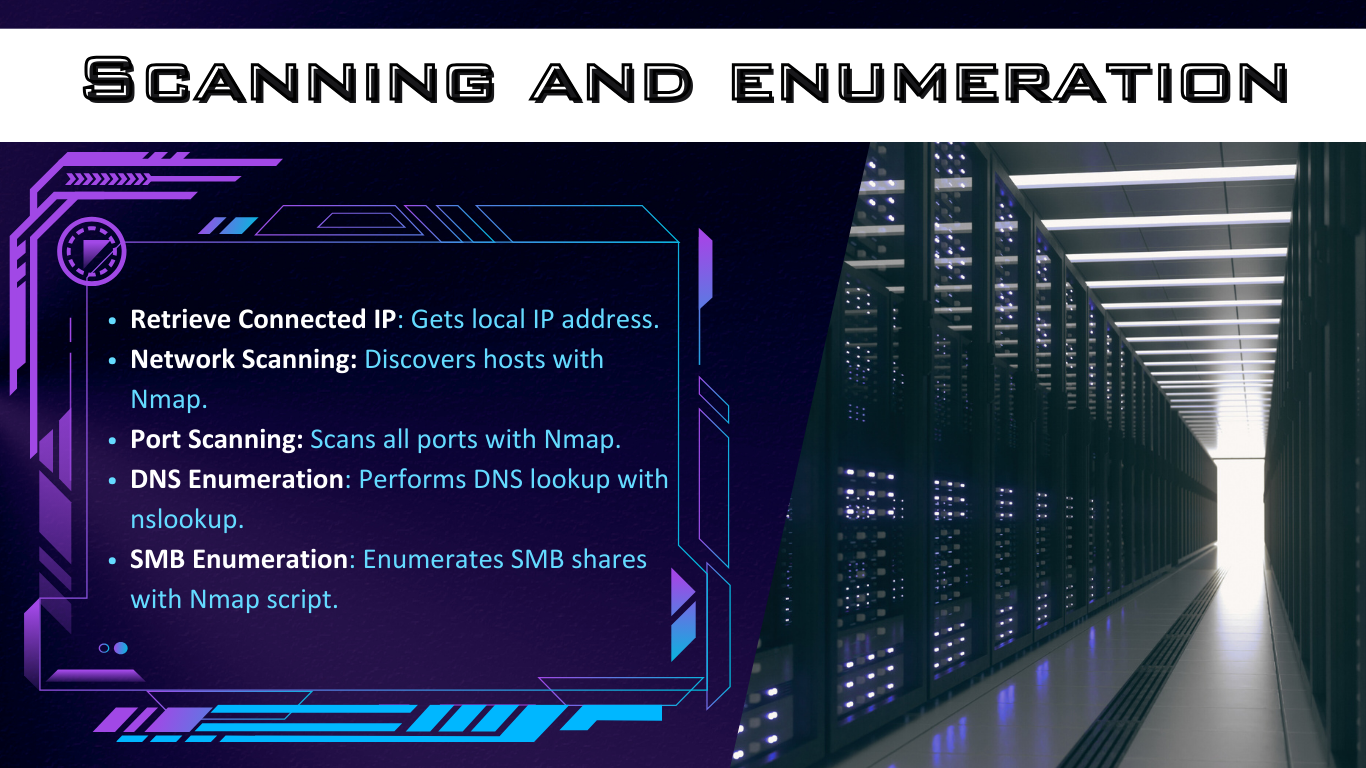 Scanning and enumeration
• Retrieve Connected IP: Gets local IP address.
• Network Scanning: Discovers hosts with
Nmap.
• Port Scanning: Scans all ports with Nmap.
• DNS Enumeration: Performs DNS lookup with
nslookup.
• SMB Enumeration: Enumerates SMB shares
with Nmap script.